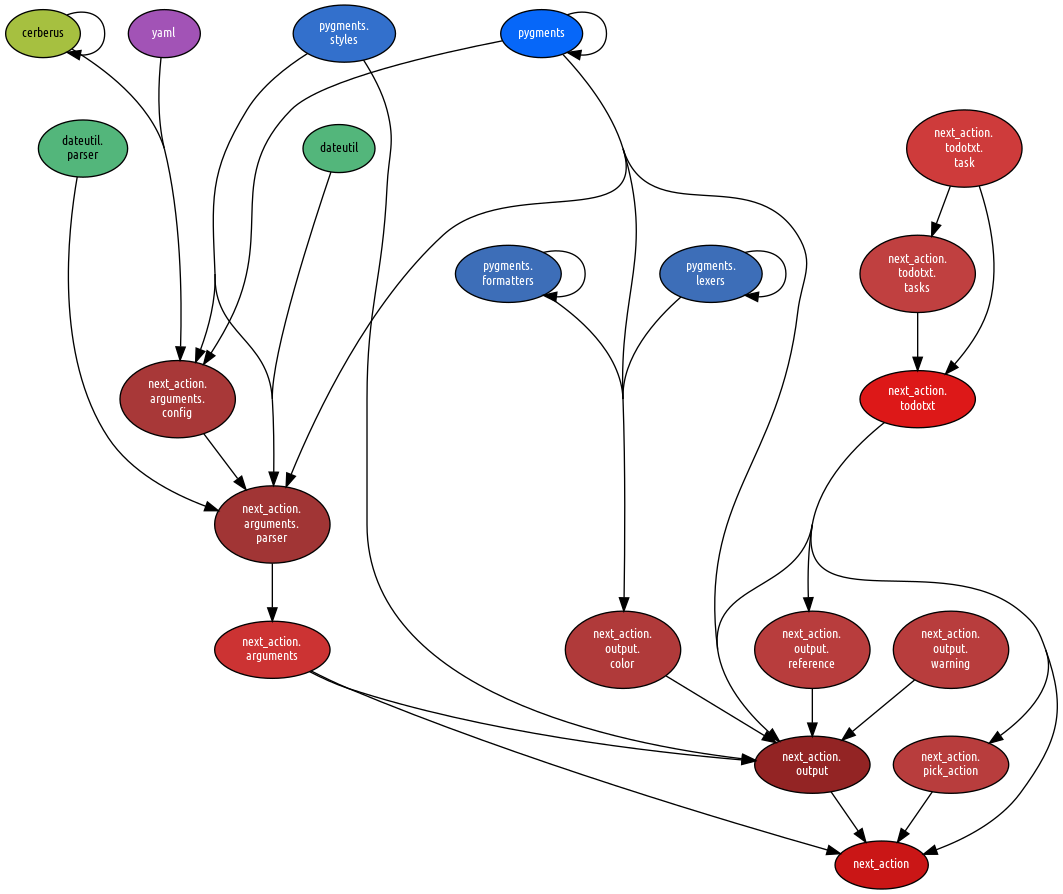 cerberus
yaml
pygments.
styles
pygments
dateutil.
parser
dateutil
next_action.
todotxt.
task
pygments.
formatters
pygments.
lexers
next_action.
todotxt.
tasks
next_action.
arguments.
config
next_action.
todotxt
next_action.
arguments.
parser
next_action.
arguments
next_action.
output.
color
next_action.
output.
reference
next_action.
output.
warning
next_action.
output
next_action.
pick_action
next_action